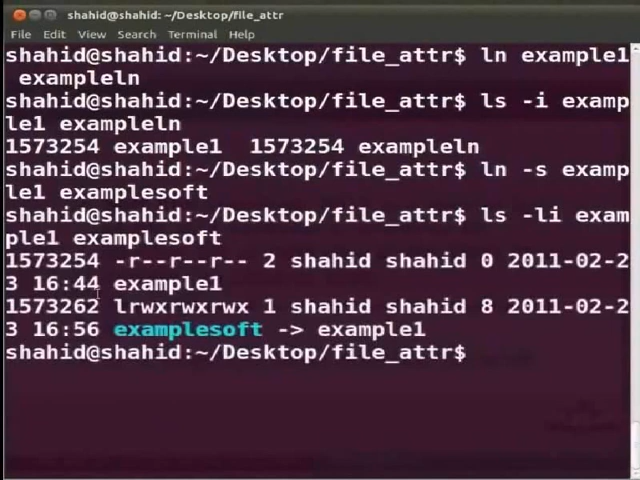 shahid@shahid: ~/Desktop/file_attr
File Edit View Search Terminal Help
shahid@shahid:~/Desktop/file_attr$ ln example1
exampleln
shahid@shahid:~/Desktop/file_attr$ ls -i examp
le1 exampleln
1573254 example1  1573254 exampleln
shahid@shahid:~/Desktop/file_attr$ ln -s examp
le1 examplesoft
shahid@shahid:~/Desktop/file_attr$ ls -li exam
ple1 examplesoft
1573254 -r--r--r-- 2 shahid shahid 0 2011-02-2
3 16:44 example1
1573262 lrwxrwxrwx 1 shahid shahid 8 2011-02-2
3 16:56 examplesoft -> example1
shahid@shahid:~/Desktop/file_attr$